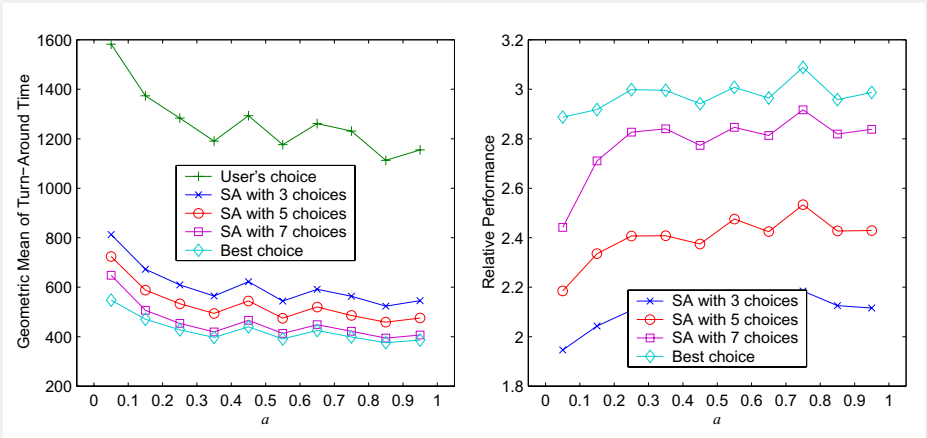 Geometric Mean of Turn-Around Time
1600
1400
1200
1000
800
600
400
200
0 0.1 0.2 0.3 0.4 0.5 0.6 0.7 0.8 0.9 1
a
User's choice
SA with 3 choices
SA with 5 choices
SA with 7 choices
Best choice
Relative Performance
3.2
3
2.8
2.6
2.4
2.2
2
1.8
0 0.1 0.2 0.3 0.4 0.5 0.6 0.7 0.8 0.9 1
a
SA with 3 choices
SA with 5 choices
SA with 7 choices
Best choice